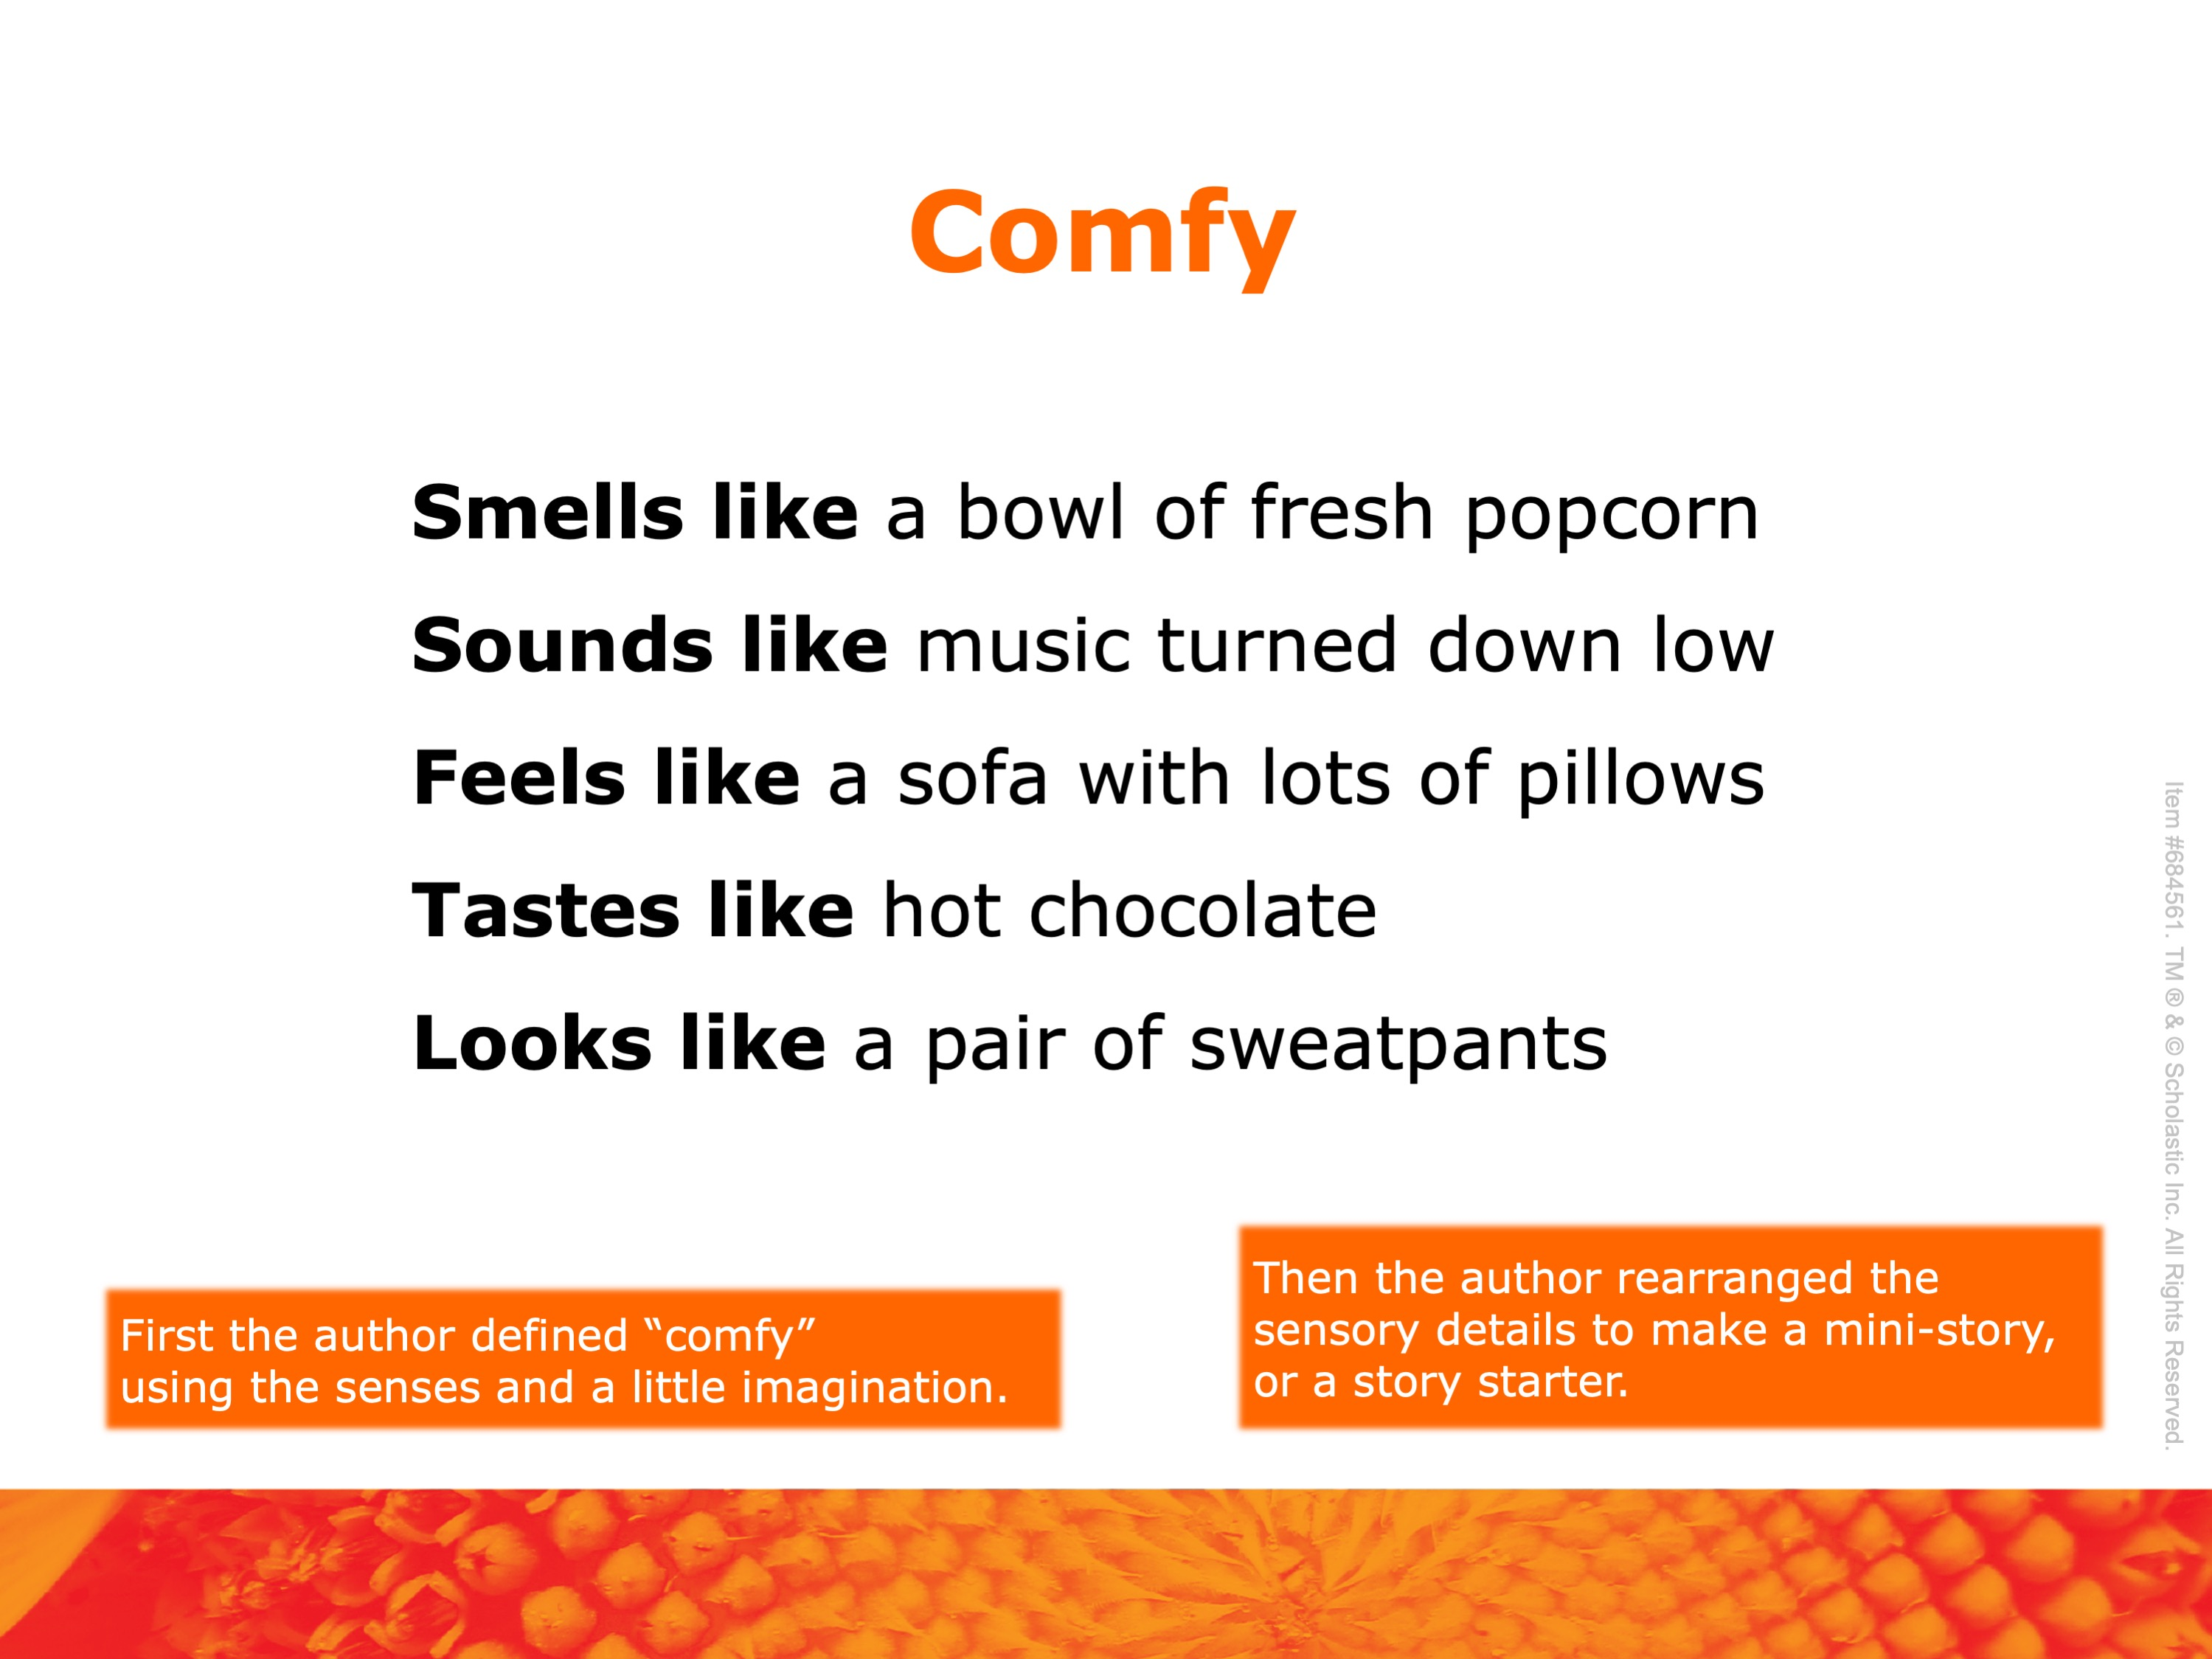 Comfy
Smells like a bowl of fresh popcorn
Sounds like music turned down low
Feels like a sofa with lots of pillows
Tastes like hot chocolate
Looks like a pair of sweatpants
First the author defined “comfy”
using the senses and a little imagination.
Then the author rearranged the
sensory details to make a mini-story,
or a story starter.
Item #684561. TM ® & © Scholastic Inc. All Rights Reserved.